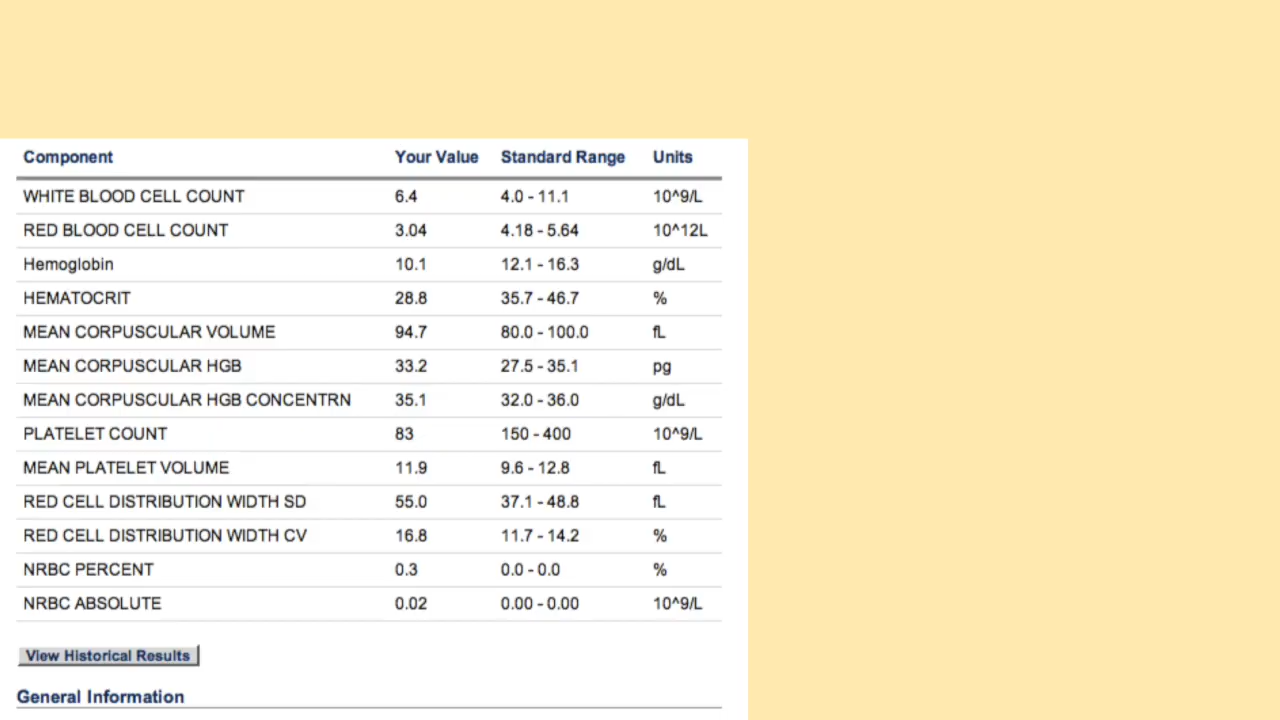 Component Your Value Standard Range Units
WHITE BLOOD CELL COUNT 6.4 4.0 - 11.1 10^9/L
RED BLOOD CELL COUNT 3.04 4.18 - 5.64 10^12L
Hemoglobin 10.1 12.1 - 16.3 g/dL
HEMATOCRIT 28.8 35.7 - 46.7 %
MEAN CORPUSCULAR VOLUME 94.7 80.0 - 100.0 fL
MEAN CORPUSCULAR HGB 33.2 27.5 - 35.1 pg
MEAN CORPUSCULAR HGB CONCENTRN 35.1 32.0 - 36.0 g/dL
PLATELET COUNT 83 150 - 400 10^9/L
MEAN PLATELET VOLUME 11.9 9.6 - 12.8 fL
RED CELL DISTRIBUTION WIDTH SD 55.0 37.1 - 48.8 fL
RED CELL DISTRIBUTION WIDTH CV 16.8 11.7 - 14.2 %
NRBC PERCENT 0.3 0.0 - 0.0 %
NRBC ABSOLUTE 0.02 0.00 - 0.00 10^9/L
View Historical Results
General Information